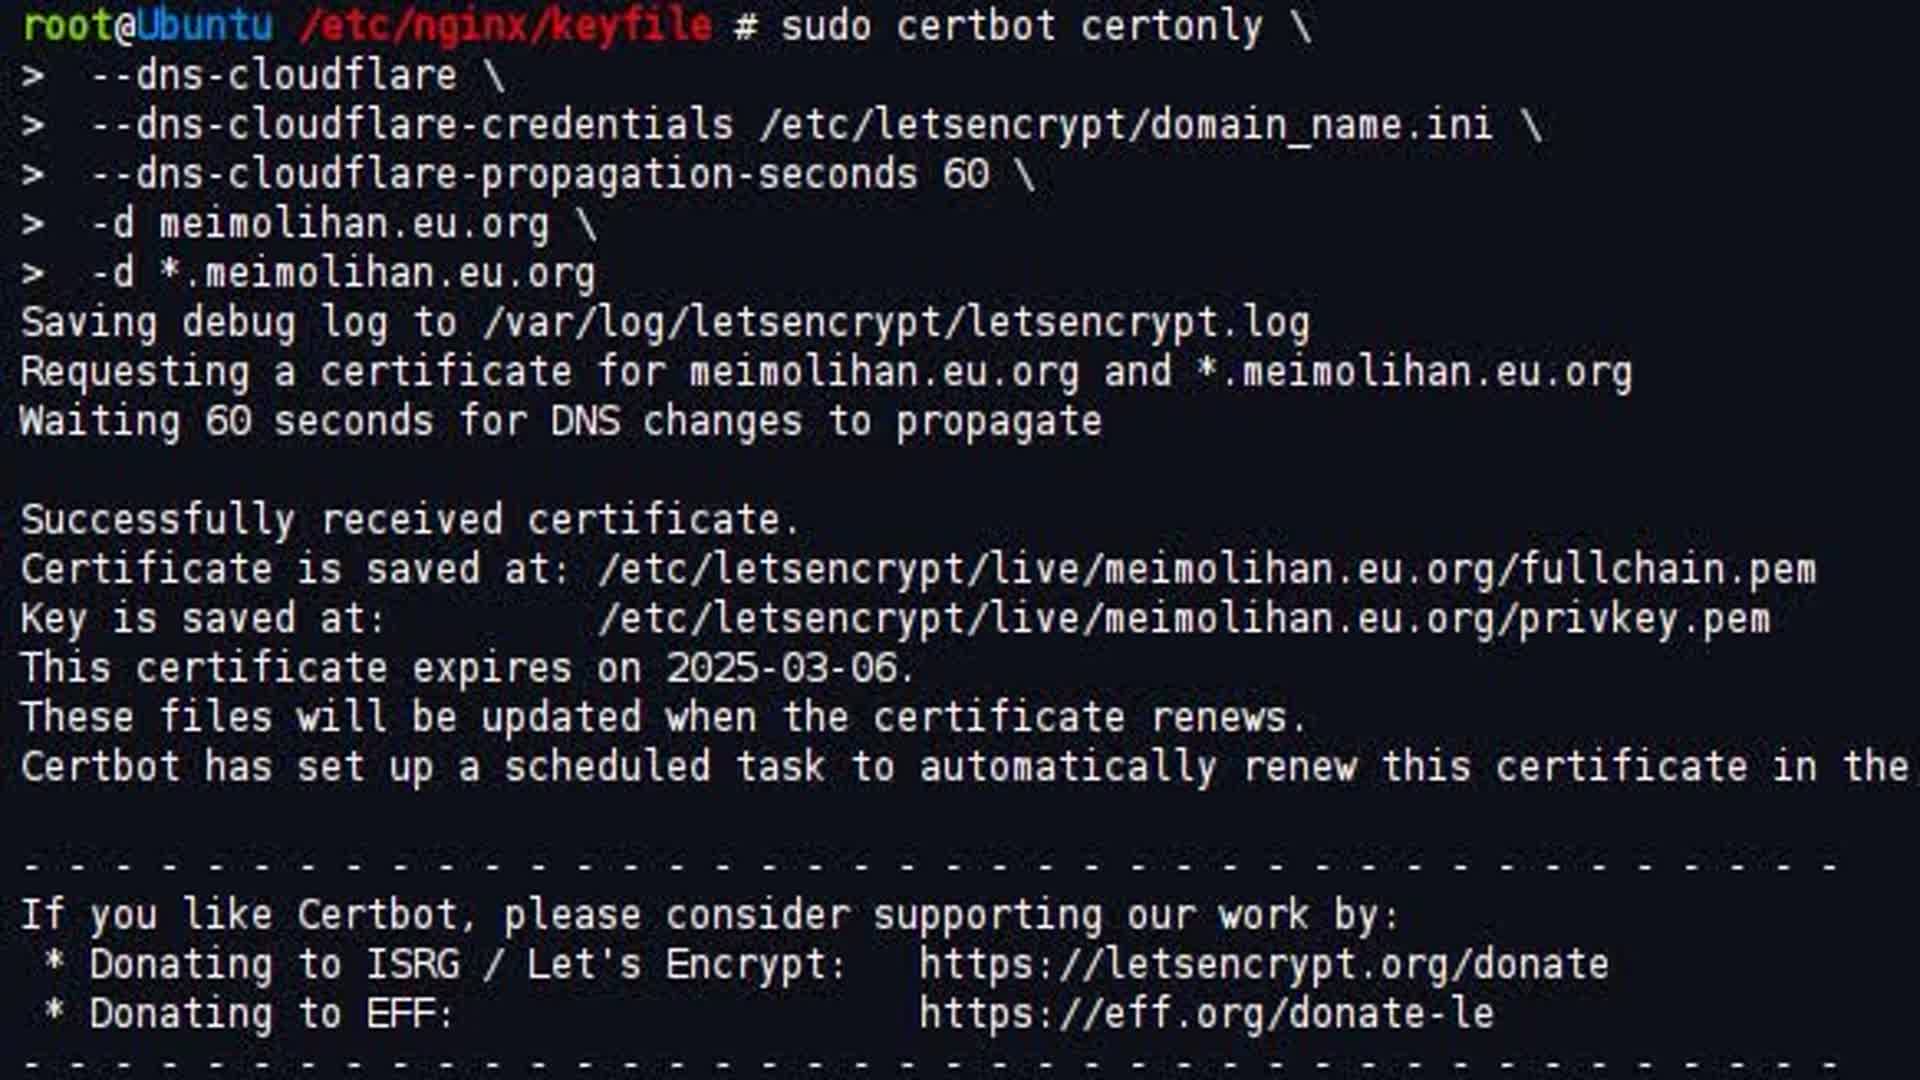 root@Ubuntu /etc/nginx/keyfile # sudo certbot certonly \
>  --dns-cloudflare \
>  --dns-cloudflare-credentials /etc/letsencrypt/domain_name.ini \
>  --dns-cloudflare-propagation-seconds 60 \
>  -d meimolihan.eu.org \
>  -d *.meimolihan.eu.org
Saving debug log to /var/log/letsencrypt/letsencrypt.log
Requesting a certificate for meimolihan.eu.org and *.meimolihan.eu.org
Waiting 60 seconds for DNS changes to propagate

Successfully received certificate.
Certificate is saved at: /etc/letsencrypt/live/meimolihan.eu.org/fullchain.pem
Key is saved at:         /etc/letsencrypt/live/meimolihan.eu.org/privkey.pem
This certificate expires on 2025-03-06.
These files will be updated when the certificate renews.
Certbot has set up a scheduled task to automatically renew this certificate in the

- - - - - - - - - - - - - - - - - - - - - - - - - - - - - - - - - - - - - - - -
If you like Certbot, please consider supporting our work by:
 * Donating to ISRG / Let's Encrypt:   https://letsencrypt.org/donate
 * Donating to EFF:                    https://eff.org/donate-le
- - - - - - - - - - - - - - - - - - - - - - - - - - - - - - - - - - - - - - - -